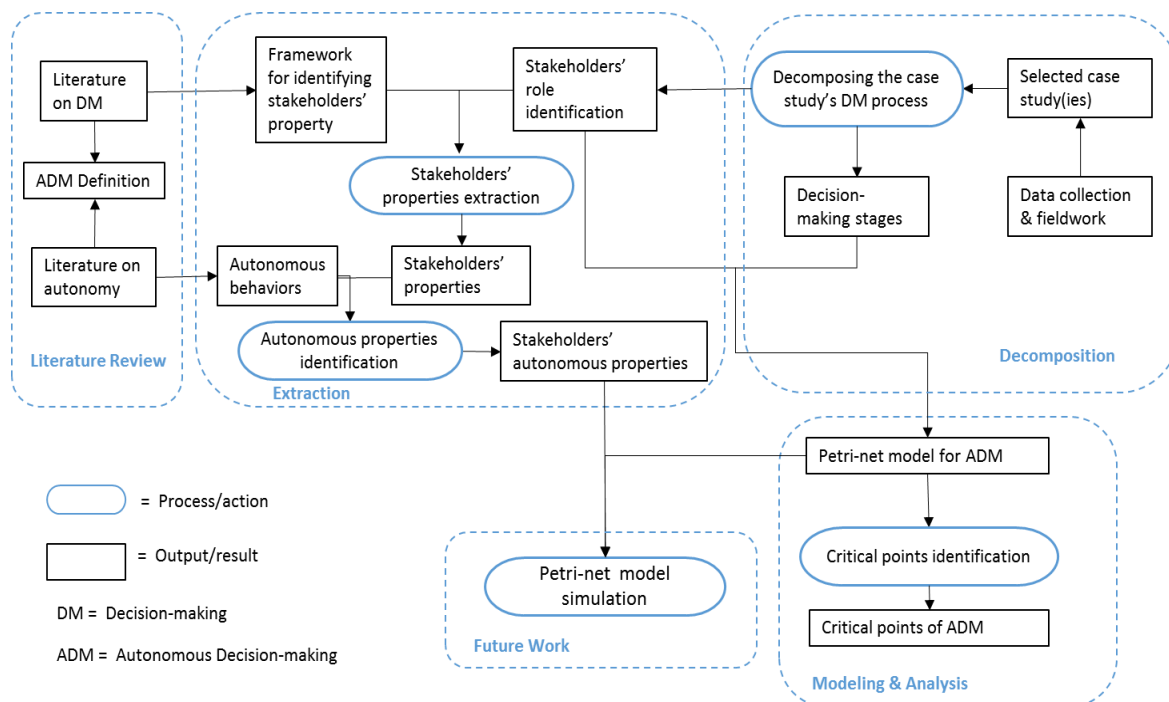 Literature
on DM
ADM Definition
Literature on
autonomy
Literature Review
Framework
for identifying
stakeholders'
property
Stakeholders'
role
identification
Stakeholders'
properties extraction
Autonomous
behaviors
Stakeholders'
properties
Autonomous properties
identification
Stakeholders'
autonomous properties
Extraction
Decomposing the case
study's DM process
Selected case
study(ies)
Decision-
making stages
Data collection
& fieldwork
Decomposition
Petri-net model for ADM
Critical points identification
Critical points of ADM
Modeling & Analysis
Petri-net model
simulation
Future Work
= Process/action
= Output/result
DM = Decision-making
ADM = Autonomous Decision-making